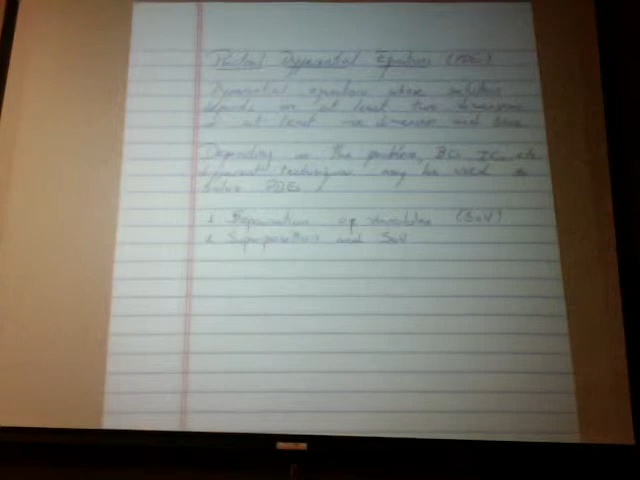 Partial Differential Equations (PDEs)
Differential equations whose solution
depends on at least two dimensions
or at least one dimension and time
Depending on the problem, BCs, ICs, etc
different techniques may be used to
solve PDEs
1 Separation of Variables (SoV)
2 Superposition and SoV